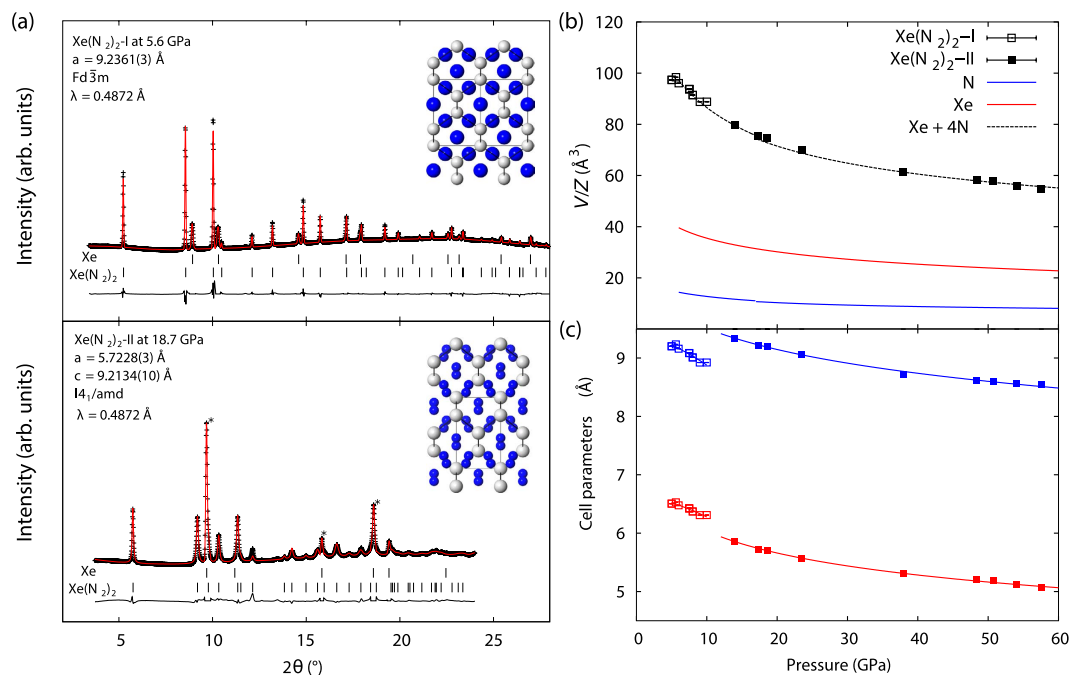 (a)
Intensity (arb. units)
Xe(N 2)2-I at 5.6 GPa
a = 9.2361(3) Å
Fd3̅m
λ = 0.4872 Å
Xe
Xe(N2)2
Intensity (arb. units)
Xe(N2)2-II at 18.7 GPa
a = 5.7228(3) Å
c = 9.2134(10) Å
I41/amd
λ = 0.4872 Å
*
*
*
Xe
Xe(N2)2
5 10 15 20 25
2θ (°)
(b)
V/Z (Å 3)
120
100
80
60
40
20
Xe(N 2)2−I
Xe(N 2)2−II
N
Xe
Xe + 4N
(c)
Cell parameters (Å)
9
8
7
6
5
0 10 20 30 40 50 60
Pressure (GPa)